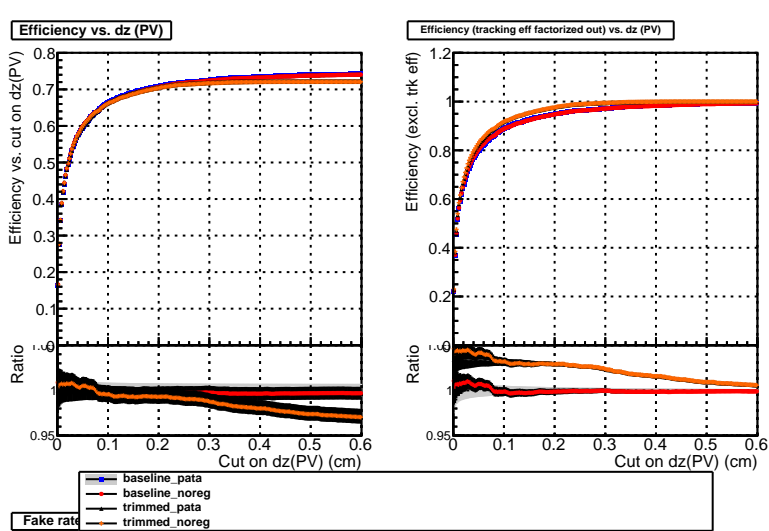 Efficiency vs. dz (PV)
Efficiency (tracking eff factorized out) vs. dz (PV)
Efficiency vs. cut on dz(PV)
0.8
0.7
0.6
0.5
0.4
0.3
0.2
0.1
Ratio
1
0.95
0 0.1 0.2 0.3 0.4 0.5 0.6
Cut on dz(PV) (cm)
Efficiency (excl. trk eff)
1.2
1
0.8
0.6
0.4
0.2
Ratio
1
0.95
0 0.1 0.2 0.3 0.4 0.5 0.6
Cut on dz(PV) (cm)
baseline_pata
baseline_noreg
trimmed_pata
trimmed_noreg
Fake rate